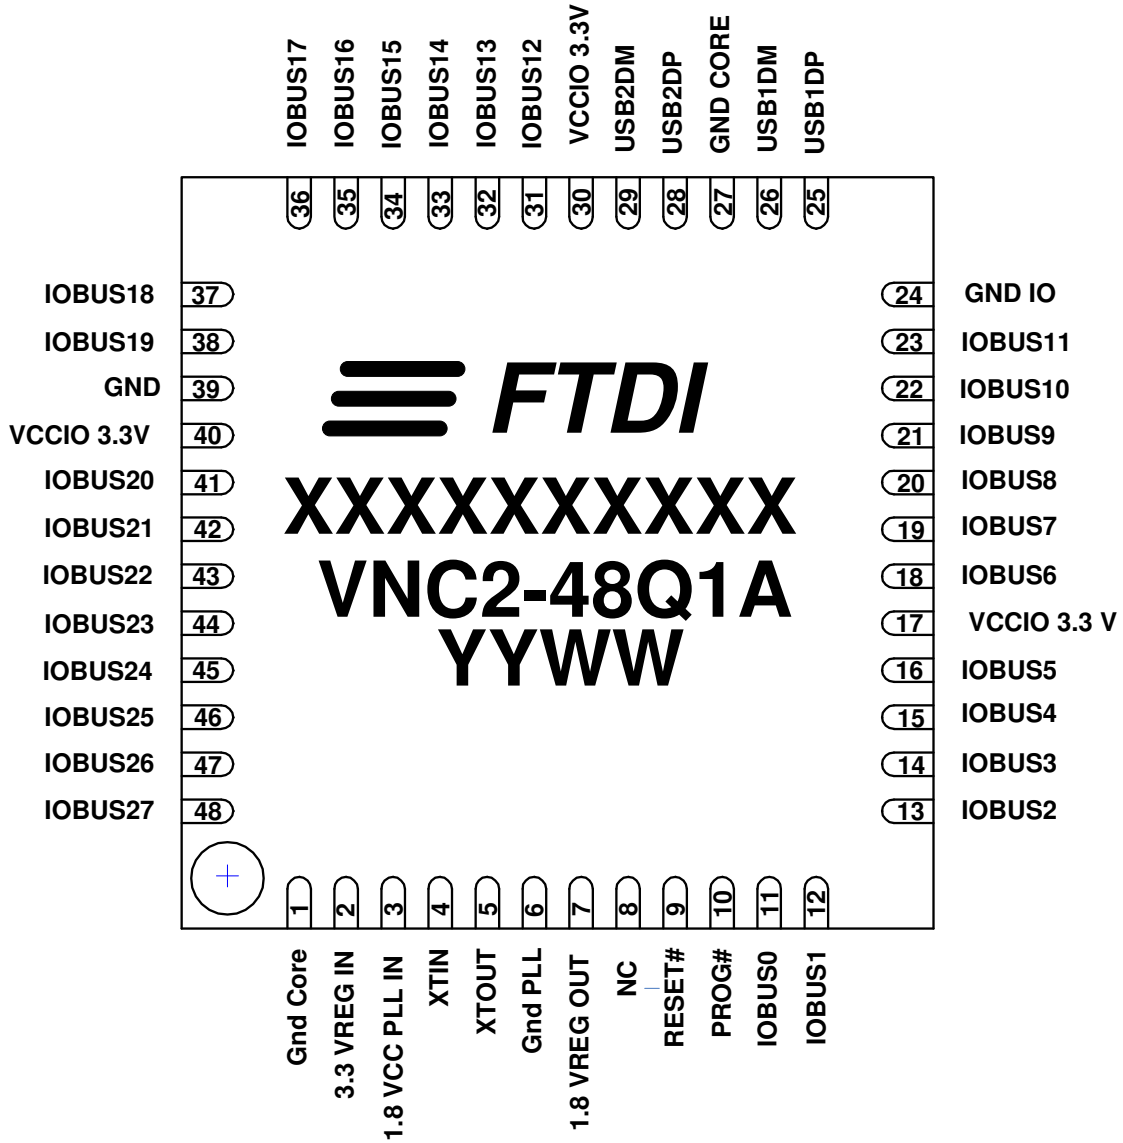 IOBUS17
IOBUS16
IOBUS15
IOBUS14
IOBUS13
IOBUS12
VCCIO 3.3V
USB2DM
USB2DP
GND CORE
USB1DM
USB1DP
36
35
34
33
32
31
30
29
28
27
26
25
IOBUS18 37
IOBUS19 38
GND 39
VCCIO 3.3V 40
IOBUS20 41
IOBUS21 42
IOBUS22 43
IOBUS23 44
IOBUS24 45
IOBUS25 46
IOBUS26 47
IOBUS27 48
FTDI
XXXXXXXXXX
VNC2-48Q1A
YYWW
24 GND IO
23 IOBUS11
22 IOBUS10
21 IOBUS9
20 IOBUS8
19 IOBUS7
18 IOBUS6
17 VCCIO 3.3 V
16 IOBUS5
15 IOBUS4
14 IOBUS3
13 IOBUS2
1
2
3
4
5
6
7
8
9
10
11
12
Gnd Core
3.3 VREG IN
1.8 VCC PLL IN
XTIN
XTOUT
Gnd PLL
1.8 VREG OUT
NC
RESET#
PROG#
IOBUS0
IOBUS1